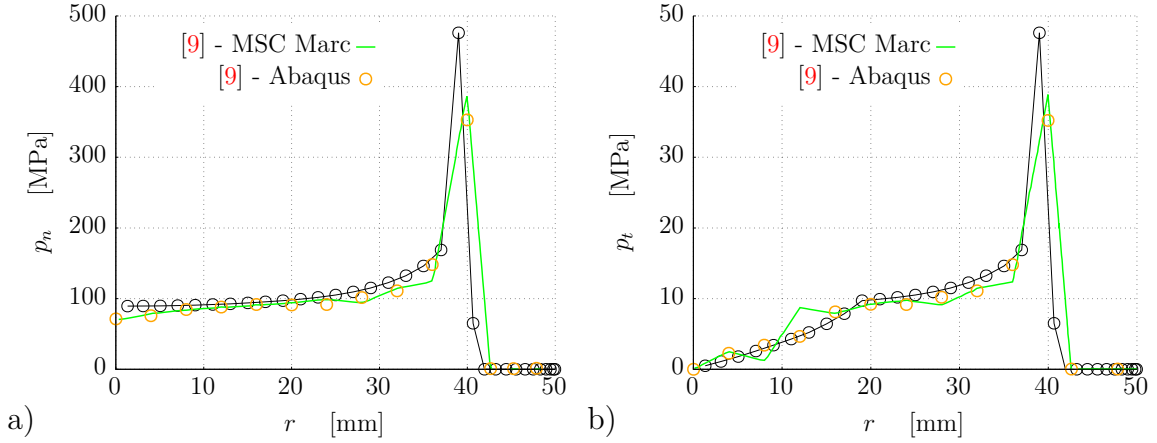 500
400
300
200
100
0
[MPa]
p_n
[9] - MSC Marc
[9] - Abaqus
0 10 20 30 40 50
a) r [mm]
50
40
30
20
10
0
[MPa]
p_t
[9] - MSC Marc
[9] - Abaqus
0 10 20 30 40 50
b) r [mm]